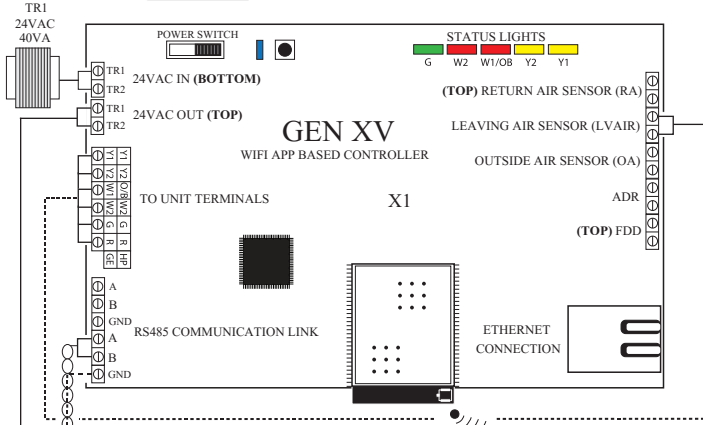 TR1
24VAC
40VA
POWER SWITCH
STATUS LIGHTS
G W2 W1/OB Y2 Y1
TR1
TR2
24VAC IN (BOTTOM)
TR1
TR2
24VAC OUT (TOP)
(TOP) RETURN AIR SENSOR (RA)
LEAVING AIR SENSOR (LVAIR)
OUTSIDE AIR SENSOR (OA)
ADR
(TOP) FDD
GEN XV
WIFI APP BASED CONTROLLER
X1
Y1 Y1
Y2 Y2
W1 O/B
W2 W2
G G
R R
GE HP
TO UNIT TERMINALS
A
B
GND
A
B
GND
RS485 COMMUNICATION LINK
ETHERNET
CONNECTION